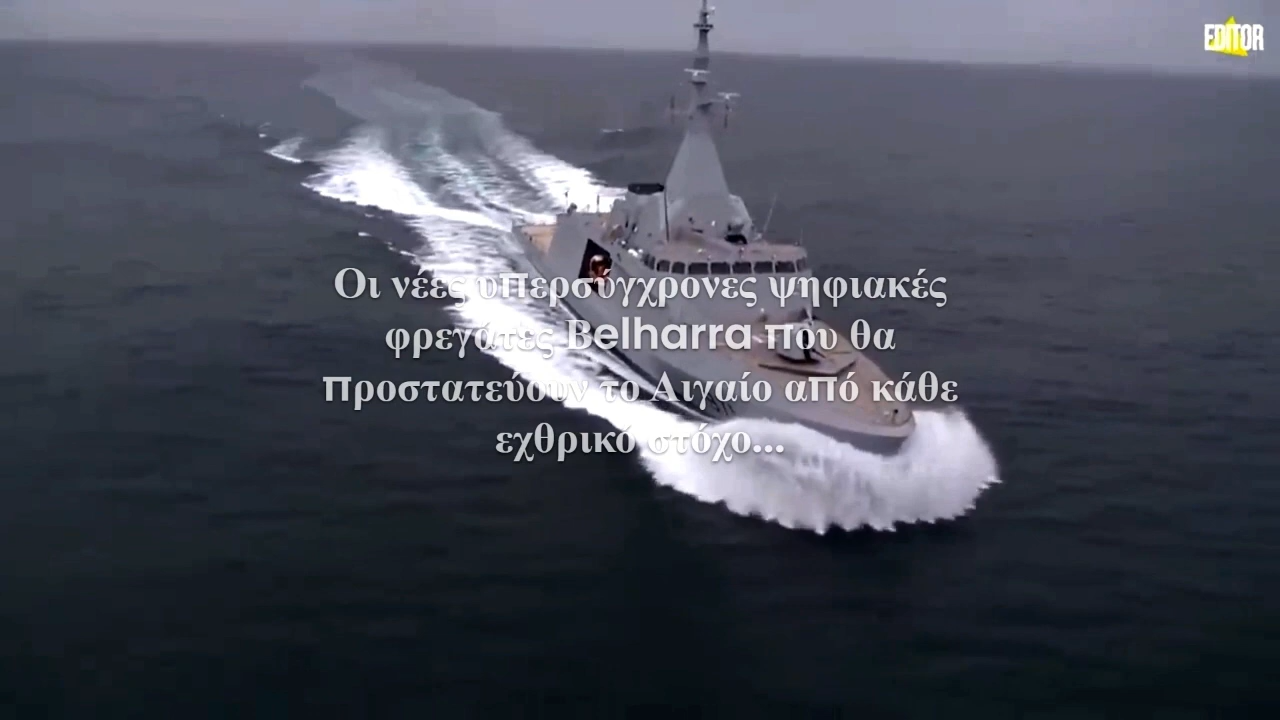 EDITOR
Οι νέες υπερσύγχρονες ψηφιακές
φρεγάτες Belharra που θα
προστατεύουν το Αιγαίο από κάθε
εχθρικό στόχο...